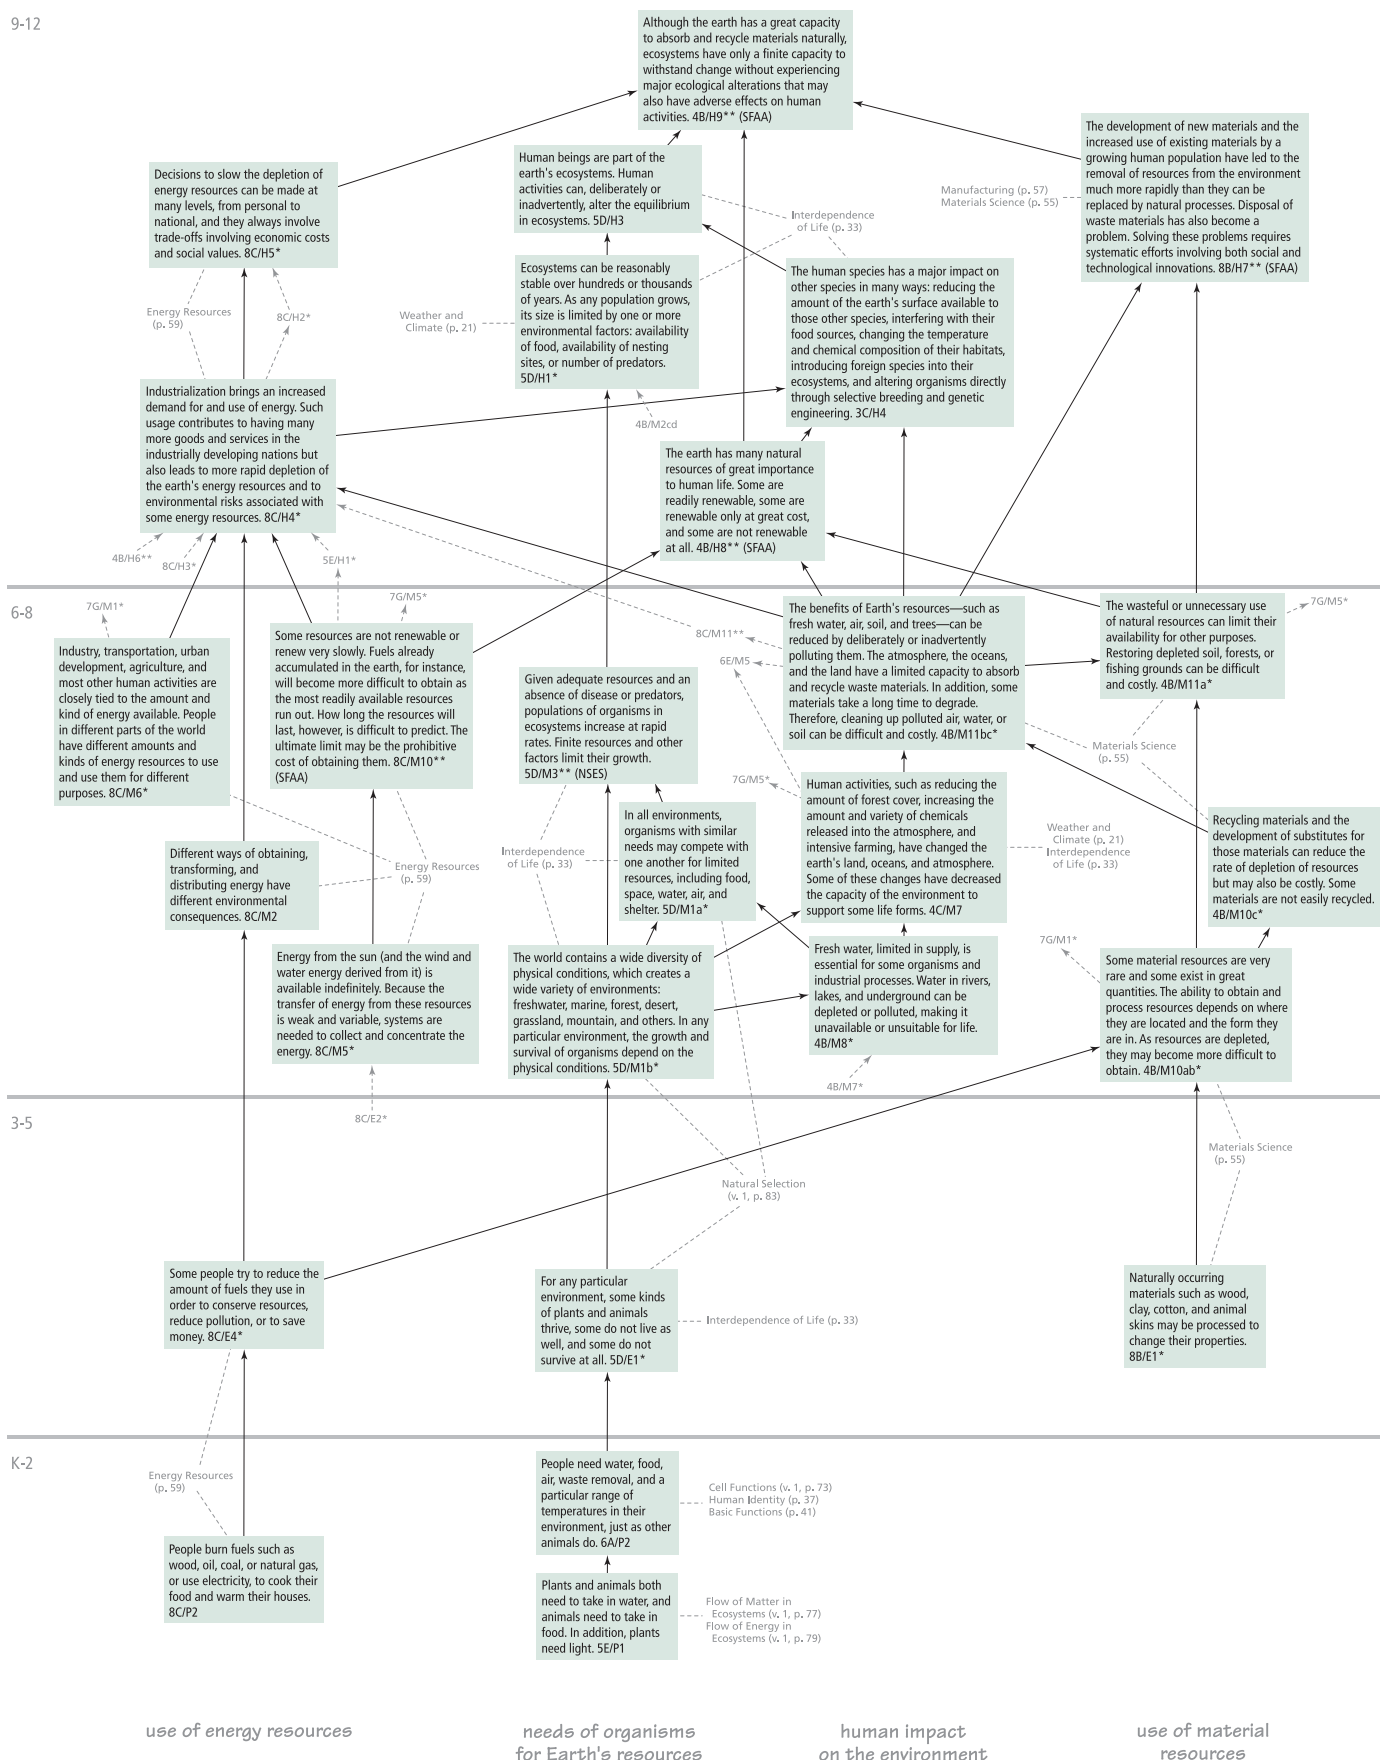 9-12
Although the earth has a great capacity
to absorb and recycle materials naturally,
ecosystems have only a finite capacity to
withstand change without experiencing
major ecological alterations that may
also have adverse effects on human
activities. 4B/H9** (SFAA)
The development of new materials and the
increased use of existing materials by a
growing human population have led to the
removal of resources from the environment
much more rapidly than they can be
replaced by natural processes. Disposal of
waste materials has also become a
problem. Solving these problems requires
systematic efforts involving both social and
technological innovations. 8B/H7** (SFAA)
Human beings are part of the
earth's ecosystems. Human
activities can, deliberately or
inadvertently, alter the equilibrium
in ecosystems. 5D/H3
Decisions to slow the depletion of
energy resources can be made at
many levels, from personal to
national, and they always involve
trade-offs involving economic costs
and social values. 8C/H5*
Manufacturing (p. 57)
Materials Science (p. 55)
Interdependence
of Life (p. 33)
Ecosystems can be reasonably
stable over hundreds or thousands
of years. As any population grows,
its size is limited by one or more
environmental factors: availability
of food, availability of nesting
sites, or number of predators.
5D/H1*
The human species has a major impact on
other species in many ways: reducing the
amount of the earth's surface available to
those other species, interfering with their
food sources, changing the temperature
and chemical composition of their habitats,
introducing foreign species into their
ecosystems, and altering organisms directly
through selective breeding and genetic
engineering. 3C/H4
Energy Resources
(p. 59)
8C/H2*
Weather and
Climate (p. 21)
Industrialization brings an increased
demand for and use of energy. Such
usage contributes to having many
more goods and services in the
industrially developing nations but
also leads to more rapid depletion of
the earth's energy resources and to
environmental risks associated with
some energy resources. 8C/H4*
4B/M2cd
The earth has many natural
resources of great importance
to human life. Some are
readily renewable, some are
renewable only at great cost,
and some are not renewable
at all. 4B/H8** (SFAA)
4B/H6**
8C/H3*
5E/H1*
6-8
7G/M1*
7G/M5*
The benefits of Earth's resources—such as
fresh water, air, soil, and trees—can be
reduced by deliberately or inadvertently
polluting them. The atmosphere, the oceans,
and the land have a limited capacity to absorb
and recycle waste materials. In addition, some
materials take a long time to degrade.
Therefore, cleaning up polluted air, water, or
soil can be difficult and costly. 4B/M11bc*
The wasteful or unnecessary use
of natural resources can limit their
availability for other purposes.
Restoring depleted soil, forests, or
fishing grounds can be difficult
and costly. 4B/M11a*
7G/M5*
Industry, transportation, urban
development, agriculture, and
most other human activities are
closely tied to the amount and
kind of energy available. People
in different parts of the world
have different amounts and
kinds of energy resources to use
and use them for different
purposes. 8C/M6*
Some resources are not renewable or
renew very slowly. Fuels already
accumulated in the earth, for instance,
will become more difficult to obtain as
the most readily available resources
run out. How long the resources will
last, however, is difficult to predict. The
ultimate limit may be the prohibitive
cost of obtaining them. 8C/M10**
(SFAA)
8C/M11**
6E/M5
Given adequate resources and an
absence of disease or predators,
populations of organisms in
ecosystems increase at rapid
rates. Finite resources and other
factors limit their growth.
5D/M3** (NSES)
Materials Science
(p. 55)
7G/M5*
Human activities, such as reducing the
amount of forest cover, increasing the
amount and variety of chemicals
released into the atmosphere, and
intensive farming, have changed the
earth's land, oceans, and atmosphere.
Some of these changes have decreased
the capacity of the environment to
support some life forms. 4C/M7
In all environments,
organisms with similar
needs may compete with
one another for limited
resources, including food,
space, water, air, and
shelter. 5D/M1a*
Recycling materials and the
development of substitutes for
those materials can reduce the
rate of depletion of resources
but may also be costly. Some
materials are not easily recycled.
4B/M10c*
Weather and
Climate (p. 21)
Interdependence
of Life (p. 33)
Interdependence
of Life (p. 33)
Different ways of obtaining,
transforming, and
distributing energy have
different environmental
consequences. 8C/M2
Energy Resources
(p. 59)
7G/M1*
Energy from the sun (and the wind and
water energy derived from it) is
available indefinitely. Because the
transfer of energy from these resources
is weak and variable, systems are
needed to collect and concentrate the
energy. 8C/M5*
The world contains a wide diversity of
physical conditions, which creates a
wide variety of environments:
freshwater, marine, forest, desert,
grassland, mountain, and others. In any
particular environment, the growth and
survival of organisms depend on the
physical conditions. 5D/M1b*
Fresh water, limited in supply, is
essential for some organisms and
industrial processes. Water in rivers,
lakes, and underground can be
depleted or polluted, making it
unavailable or unsuitable for life.
4B/M8*
Some material resources are very
rare and some exist in great
quantities. The ability to obtain and
process resources depends on where
they are located and the form they
are in. As resources are depleted,
they may become more difficult to
obtain. 4B/M10ab*
4B/M7*
8C/E2*
3-5
Materials Science
(p. 55)
Natural Selection
(v. 1, p. 83)
Some people try to reduce the
amount of fuels they use in
order to conserve resources,
reduce pollution, or to save
money. 8C/E4*
For any particular
environment, some kinds
of plants and animals
thrive, some do not live as
well, and some do not
survive at all. 5D/E1*
Interdependence of Life (p. 33)
Naturally occurring
materials such as wood,
clay, cotton, and animal
skins may be processed to
change their properties.
8B/E1*
K-2
Energy Resources
(p. 59)
People need water, food,
air, waste removal, and a
particular range of
temperatures in their
environment, just as other
animals do. 6A/P2
Cell Functions (v. 1, p. 73)
Human Identity (p. 37)
Basic Functions (p. 41)
People burn fuels such as
wood, oil, coal, or natural gas,
or use electricity, to cook their
food and warm their houses.
8C/P2
Plants and animals both
need to take in water, and
animals need to take in
food. In addition, plants
need light. 5E/P1
Flow of Matter in
Ecosystems (v. 1, p. 77)
Flow of Energy in
Ecosystems (v. 1, p. 79)
use of energy resources
needs of organisms
for Earth's resources
human impact
on the environment
use of material
resources